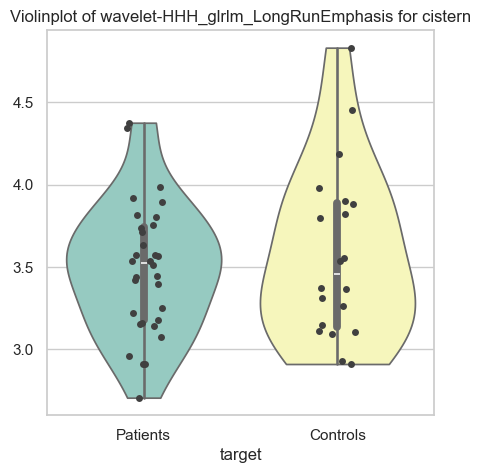 Violinplot of wavelet-HHH_glrlm_LongRunEmphasis for cistern
4.5
4.0
3.5
3.0
Patients
Controls
target